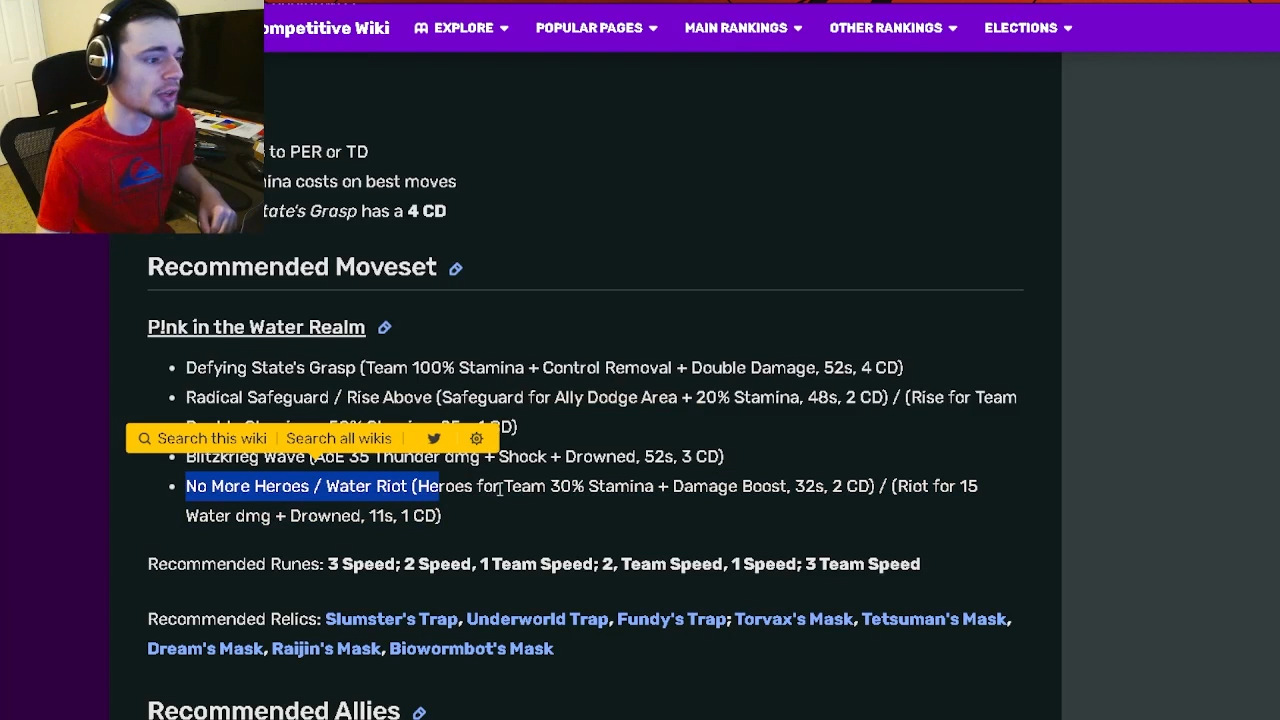 ompetitive Wiki EXPLORE POPULAR PAGES MAIN RANKINGS OTHER RANKINGS ELECTIONS
to PER or TD
ina costs on best moves
tate's Grasp has a 4 CD
Recommended Moveset
P!nk in the Water Realm
Defying State's Grasp (Team 100% Stamina + Control Removal + Double Damage, 52s, 4 CD)
Radical Safeguard / Rise Above (Safeguard for Ally Dodge Area + 20% Stamina, 48s, 2 CD) / (Rise for Team
CD)
Search this wiki Search all wikis
Blitzkrieg Wave (AoE 35 Thunder dmg + Shock + Drowned, 52s, 3 CD)
No More Heroes / Water Riot (Heroes for Team 30% Stamina + Damage Boost, 32s, 2 CD) / (Riot for 15
Water dmg + Drowned, 11s, 1 CD)
Recommended Runes: 3 Speed; 2 Speed, 1 Team Speed; 2, Team Speed, 1 Speed; 3 Team Speed
Recommended Relics: Slumster's Trap, Underworld Trap, Fundy's Trap; Torvax's Mask, Tetsuman's Mask,
Dream's Mask, Raijin's Mask, Biowormbot's Mask
Recommended Allies